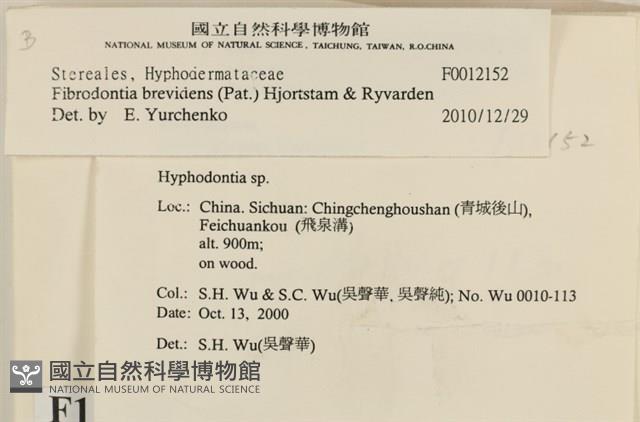 B
國立自然科學博物館
NATIONAL MUSEUM OF NATURAL SCIENCE, TAICHUNG, TAIWAN, R.O.CHINA
Stereales, Hyphodermataceae F0012152
Fibrodontia brevidens (Pat.) Hjortstam & Ryvarden
Det. by E. Yurchenko 2010/12/29
152
Hyphodontia sp.
Loc.: China. Sichuan: Chingchenghoushan (青城後山),
Feichuankou (飛泉溝)
alt. 900m;
on wood.
Col.: S.H. Wu & S.C. Wu(吳聲華, 吳聲純); No. Wu 0010-113
Date: Oct. 13, 2000
Det.: S.H. Wu(吳聲華)
國立自然科學博物館
NATIONAL MUSEUM OF NATURAL SCIENCE
F1